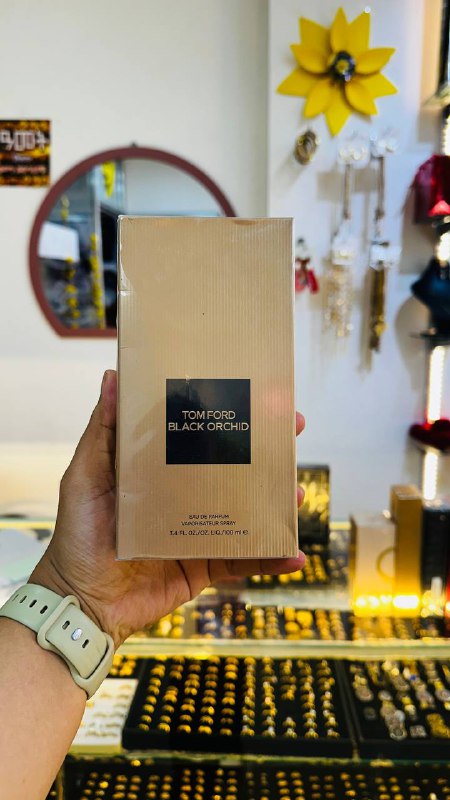 TOM FORD
BLACK ORCHID
EAU DE PARFUM
VAPORISATEUR SPRAY
3.4 FL. OZ./OZ. LIQ./100 ml ℮